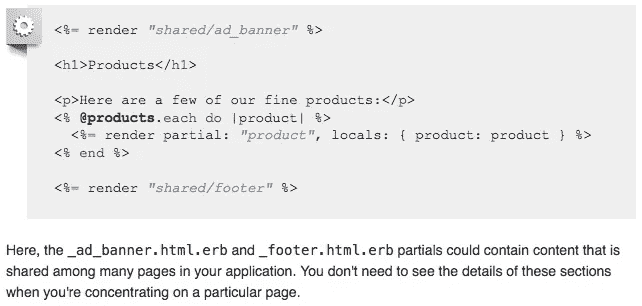 <%= render "shared/ad_banner" %>
<h1>Products</h1>
<p>Here are a few of our fine products:</p>
<% @products.each do |product| %>
<%= render partial: "product", locals: { product: product } %>
<% end %>
<%= render "shared/footer" %>
Here, the _ad_banner.html.erb and _footer.html.erb partials could contain content that is
shared among many pages in your application. You don't need to see the details of these sections
when you're concentrating on a particular page.